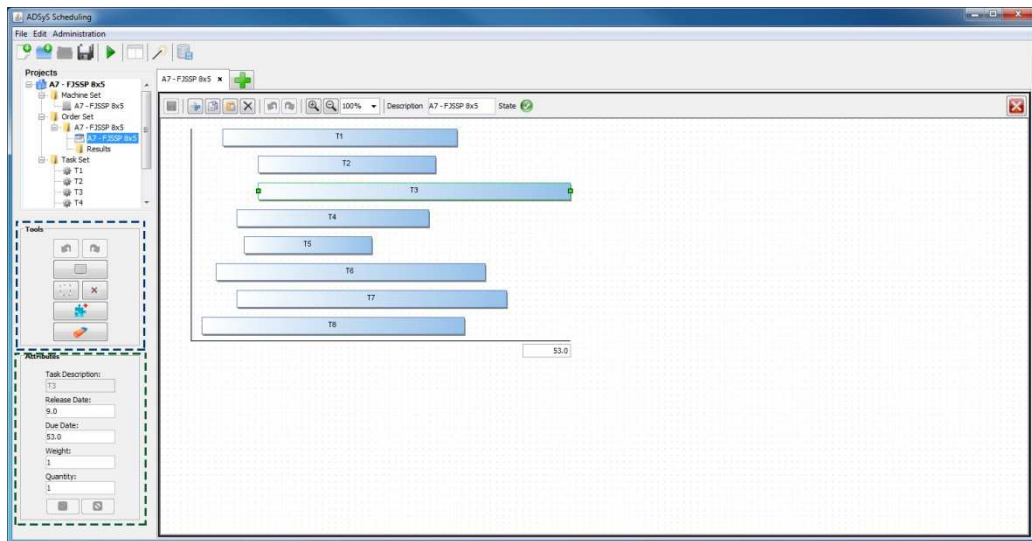 ADSyS Scheduling
File Edit Administration
Projects
A7 - FJSSP 8x5
Machine Set
A7 - FJSSP 8x5
Order Set
A7 - FJSSP 8x5
A7 - FJSSP 8x5
Results
Task Set
T1
T2
T3
T4
A7 - FJSSP 8x5
100% Description A7 - FJSSP 8x5 State
T1
T2
T3
T4
T5
T6
T7
T8
53.0
Tools
Attributes
Task Description:
T3
Release Date:
9.0
Due Date:
53.0
Weight:
1
Quantity:
1